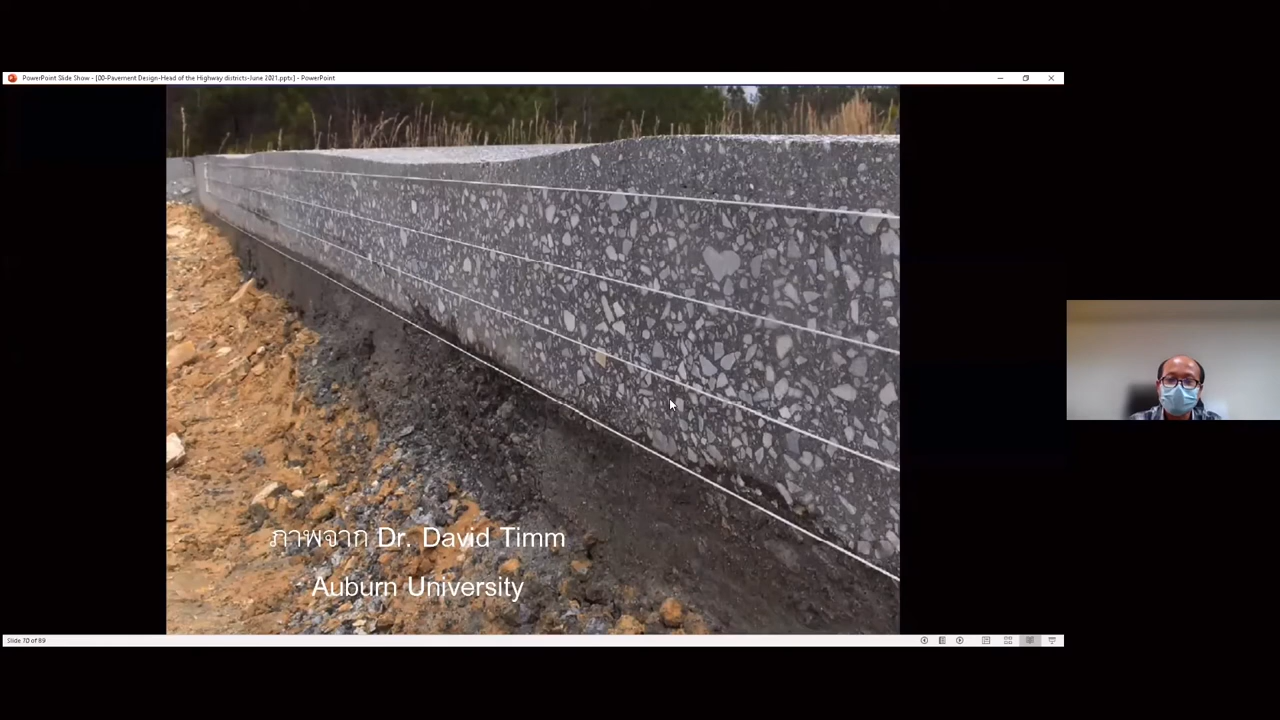 PowerPoint Slide Show - [00-Pavement Design-Head of the Highway districts-June 2021.pptx] - PowerPoint
ภาพจาก Dr. David Timm
Auburn University
Slide 70 of 89